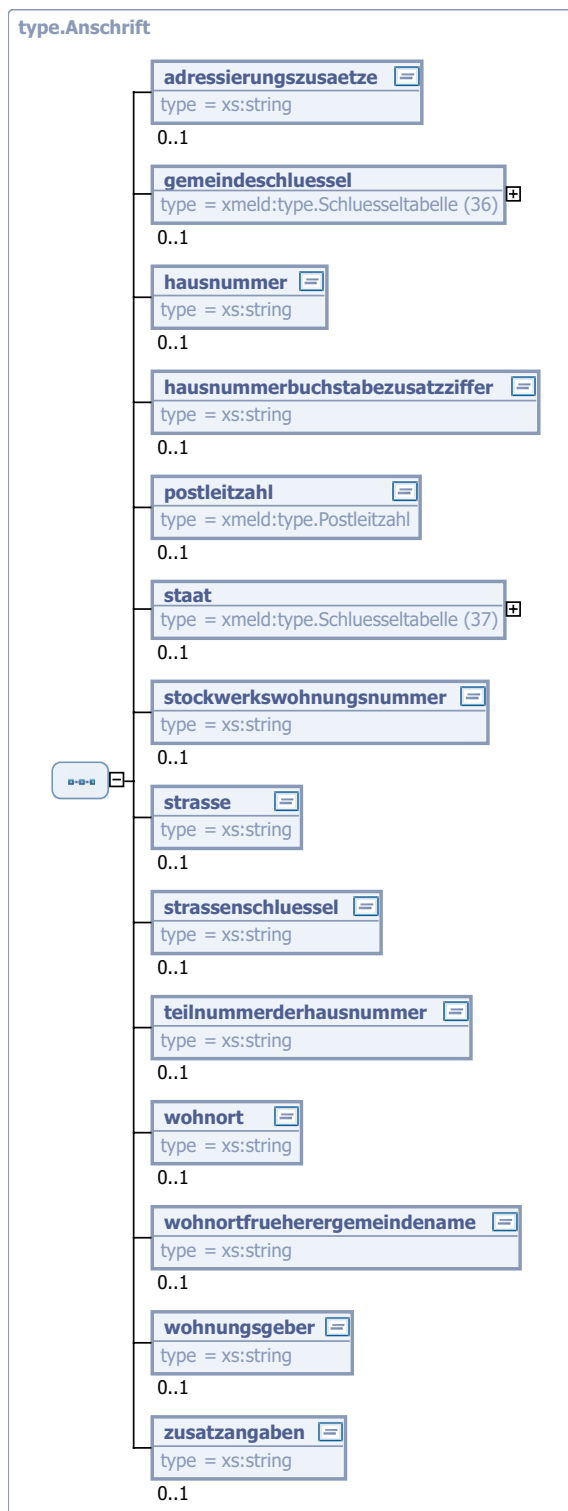 type.Anschrift
adressierungszusaetze
type = xs:string
0..1
gemeindeschluessel
type = xmeld:type.Schluesseltabelle (36)
0..1
hausnummer
type = xs:string
0..1
hausnummerbuchstabezusatzziffer
type = xs:string
0..1
postleitzahl
type = xmeld:type.Postleitzahl
0..1
staat
type = xmeld:type.Schluesseltabelle (37)
0..1
stockwerkswohnungsnummer
type = xs:string
0..1
strasse
type = xs:string
0..1
strassenschluessel
type = xs:string
0..1
teilnummerderhausnummer
type = xs:string
0..1
wohnort
type = xs:string
0..1
wohnortfrueherergemeindename
type = xs:string
0..1
wohnungsgeber
type = xs:string
0..1
zusatzangaben
type = xs:string
0..1